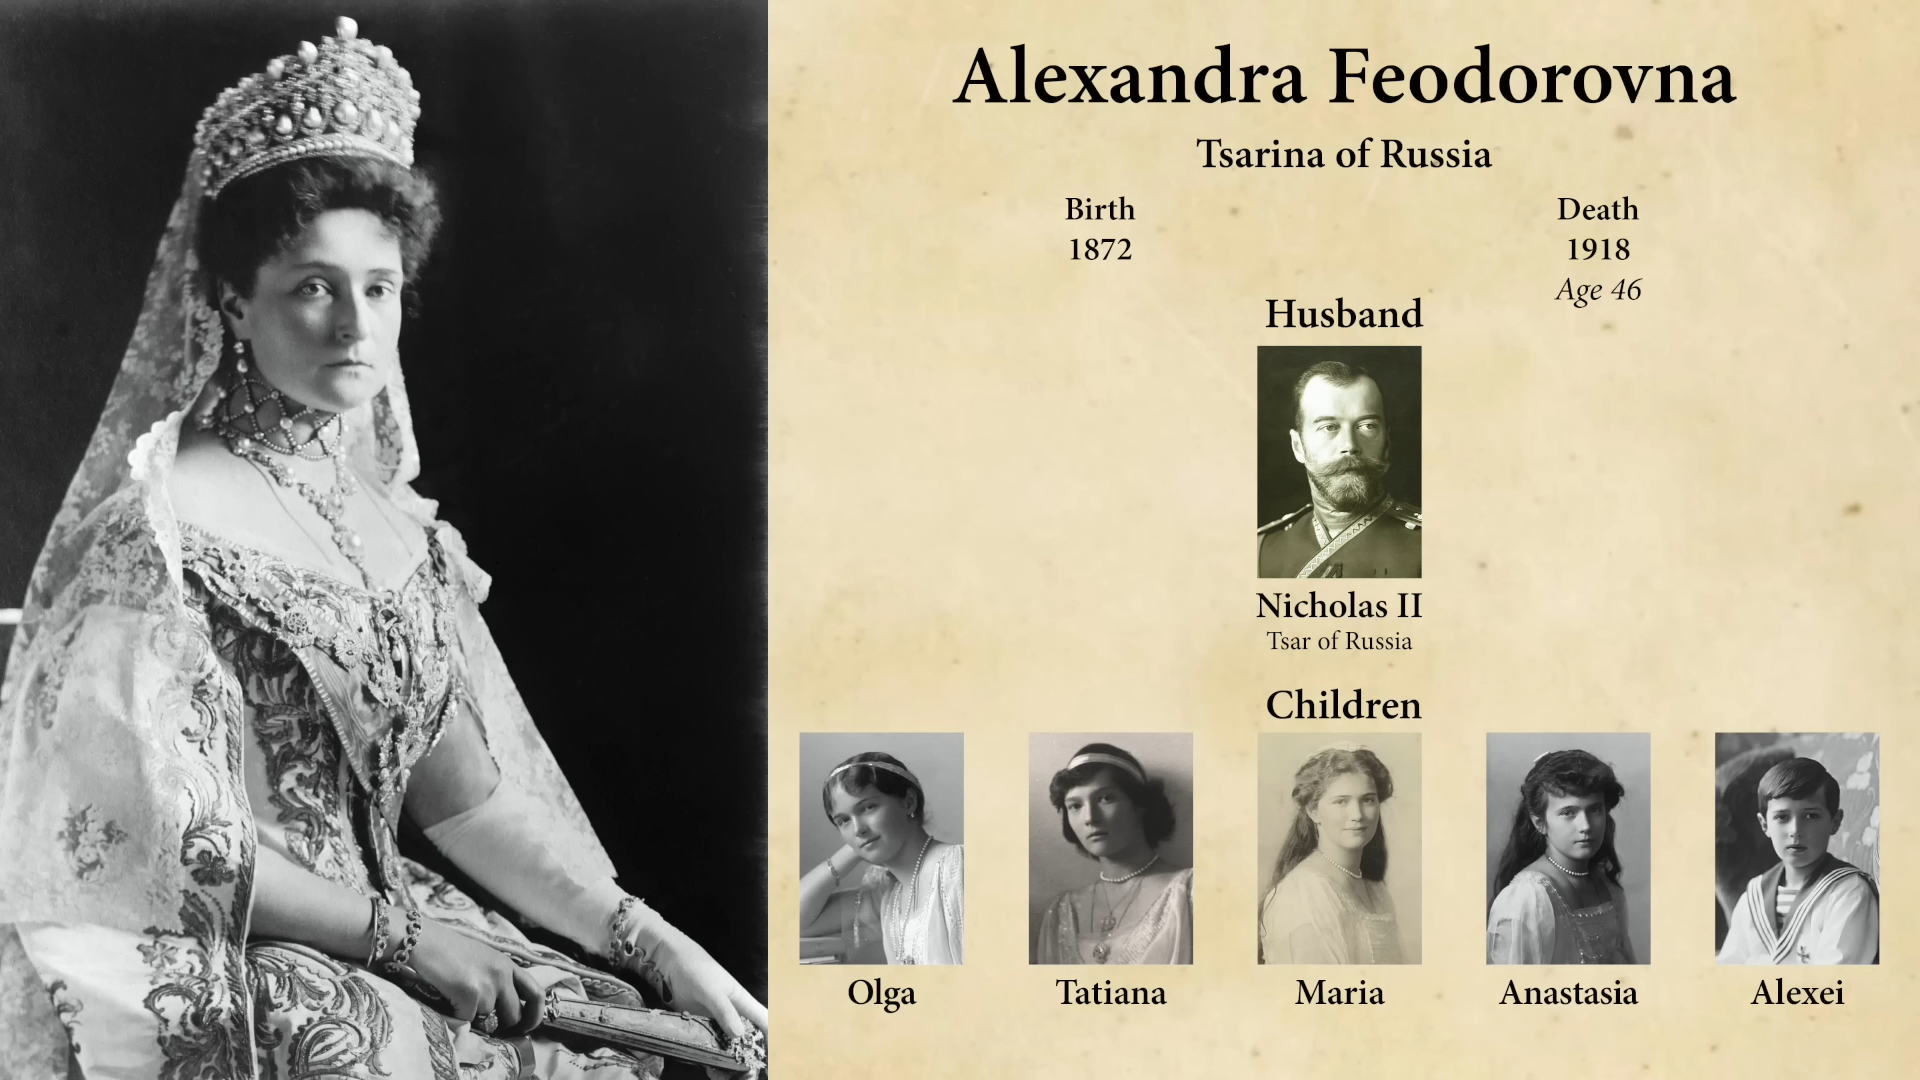 Alexandra Feodorovna
Tsarina of Russia
Birth
1872
Death
1918
Age 46
Husband
Nicholas II
Tsar of Russia
Children
Olga
Tatiana
Maria
Anastasia
Alexei